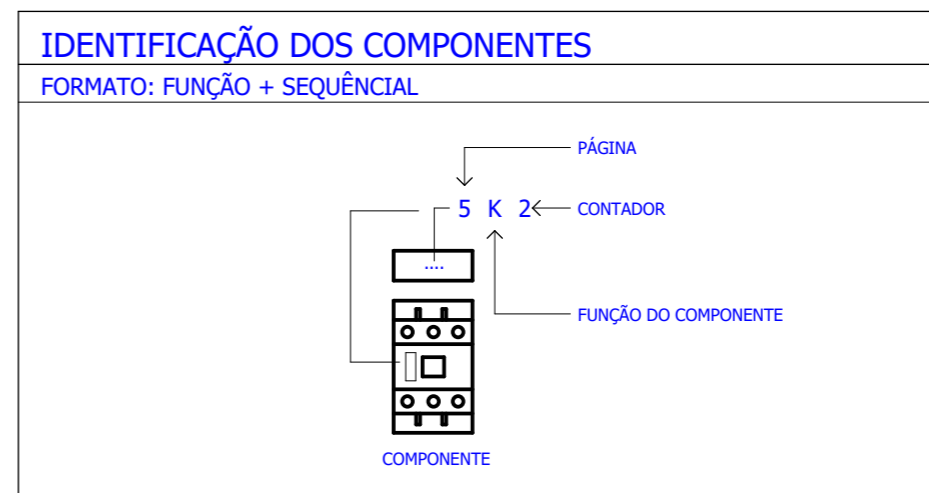 IDENTIFICAÇÃO DOS COMPONENTES
FORMATO: FUNÇÃO + SEQUÊNCIAL
PÁGINA
5 K 2
CONTADOR
....
FUNÇÃO DO COMPONENTE
COMPONENTE